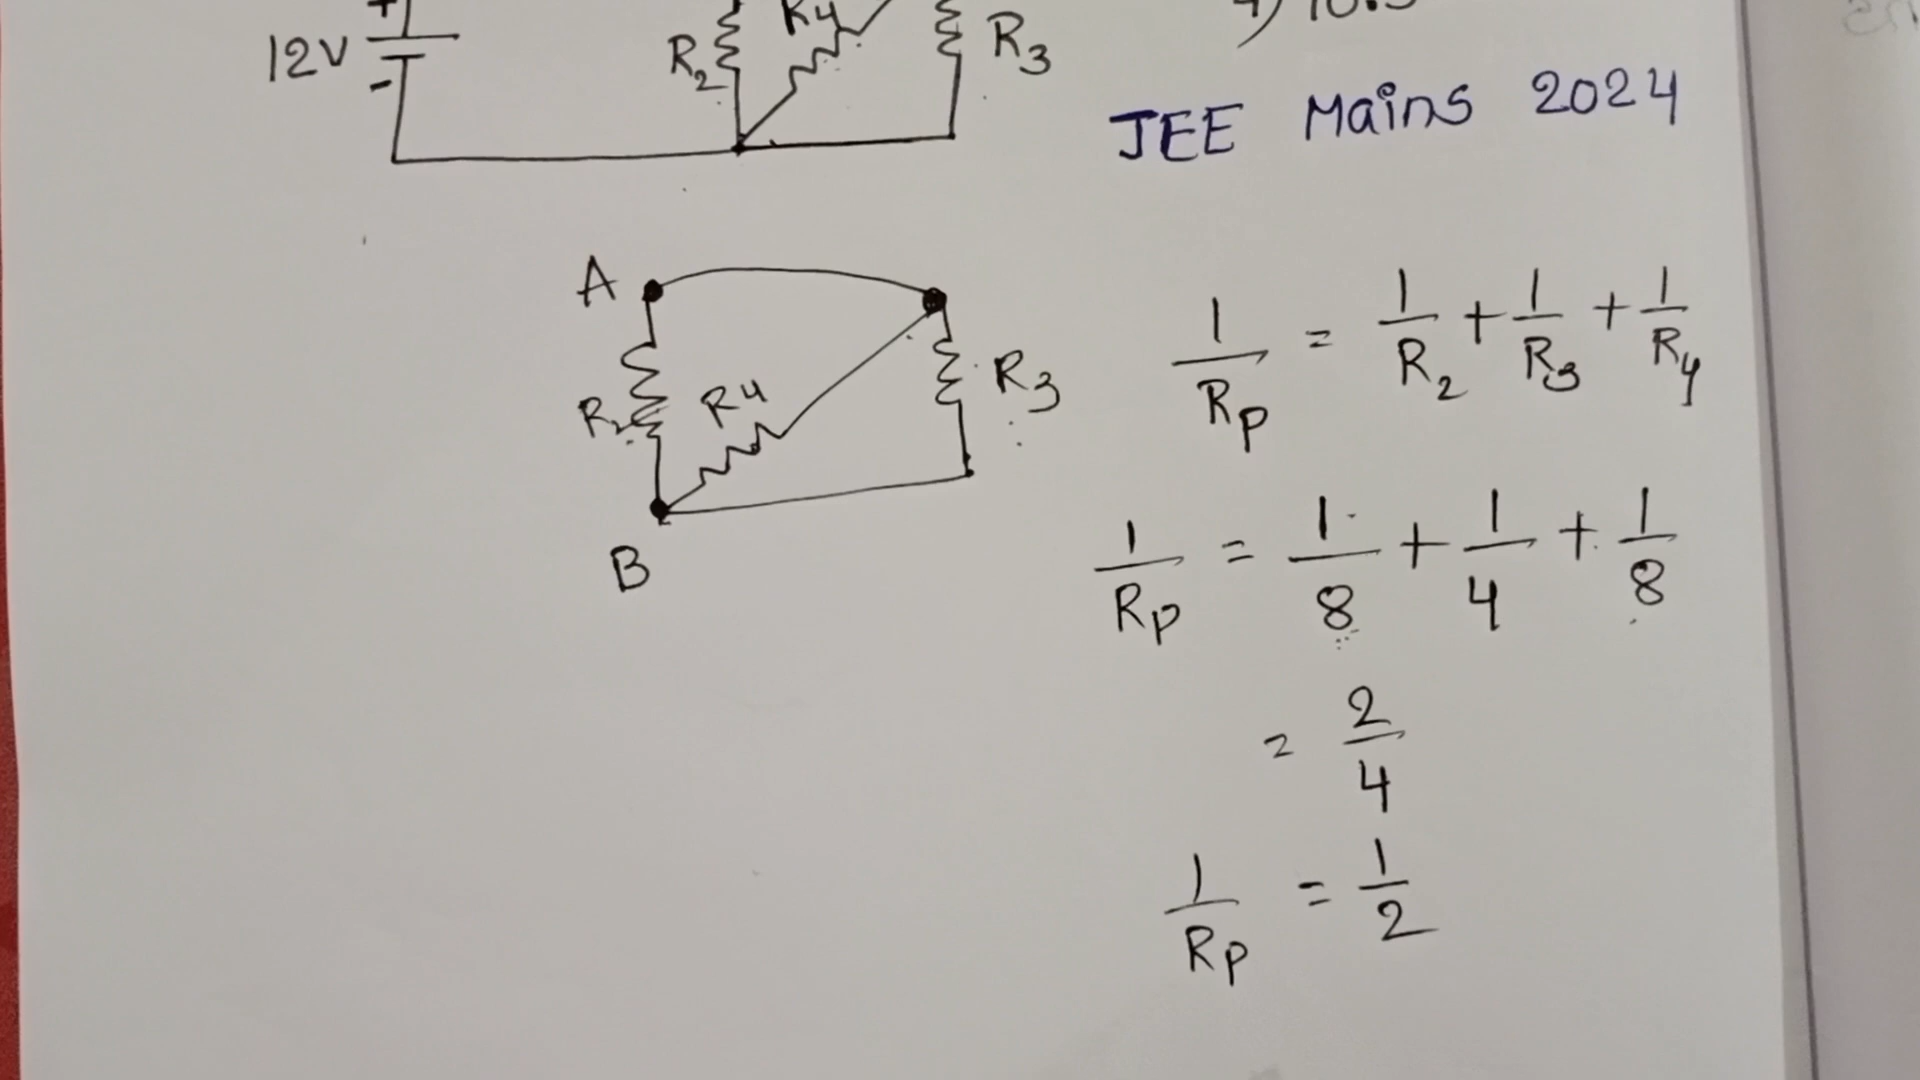 12V
+
-
R2
R4
R3
JEE Mains 2024
A
R4
R3
B
1/Rp = 1/R2 + 1/R3 + 1/R4
1/Rp = 1/8 + 1/4 + 1/8
= 2/4
1/Rp = 1/2